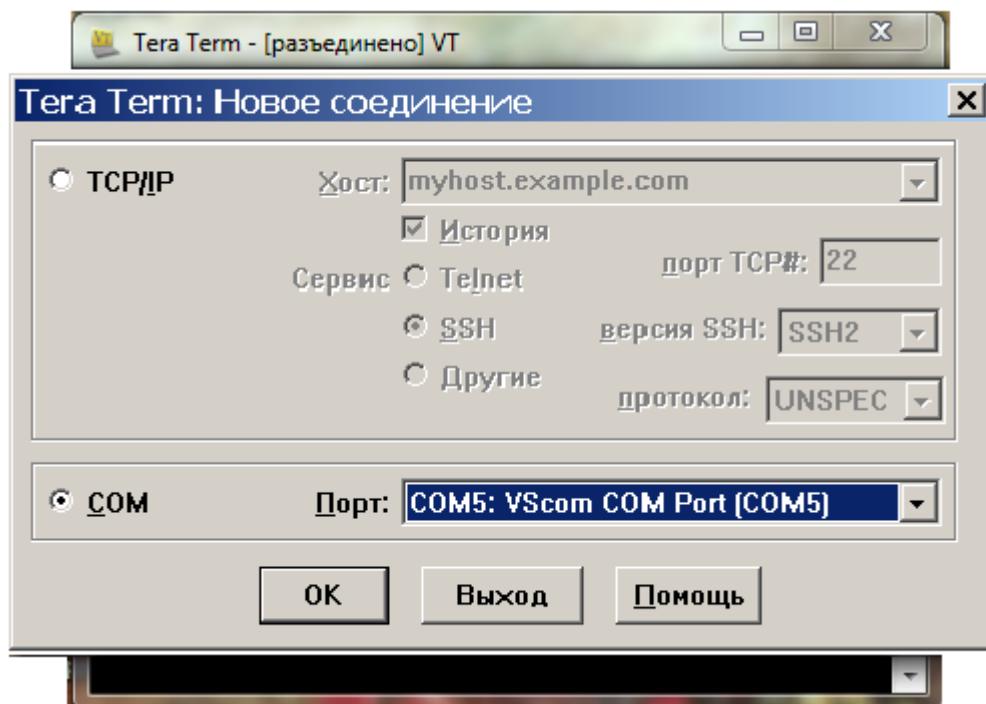 Tera Term - [разъединено] VT
Tera Term: Новое соединение
TCP/IP Хост: myhost.example.com
История
Сервис Telnet порт TCP#: 22
SSH версия SSH: SSH2
Другие протокол: UNSPEC
COM Порт: COM5: VScom COM Port (COM5)
OK Выход Помощь